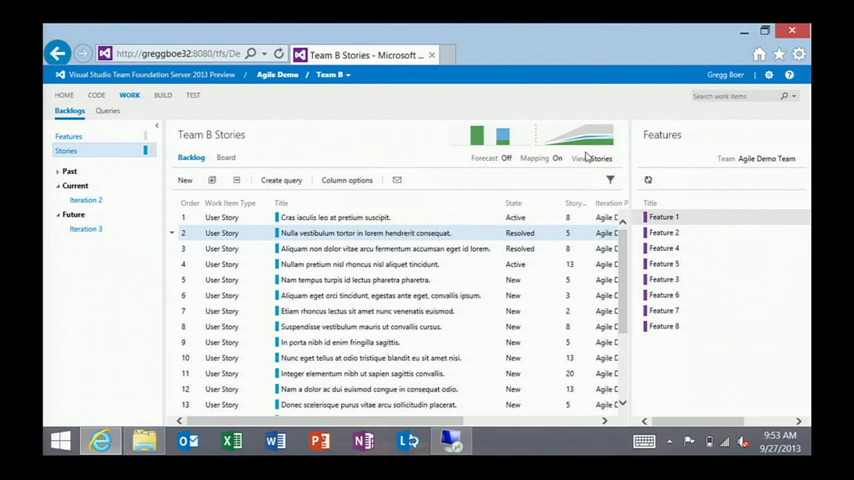 http://greggboe32:8080/tfs/De
Team B Stories - Microsoft ...
Visual Studio Team Foundation Server 2013 Preview / Agile Demo / Team B
Gregg Boer
HOME CODE WORK BUILD TEST
Search work items
Backlogs Queries
Features
Stories
Past
Current
Iteration 2
Future
Iteration 3
Team B Stories
Backlog Board
Forecast Off Mapping On View Stories
New Create query Column options
Order Work Item Type Title State Story... Iteration P
1 User Story Cras iaculis leo at pretium suscipit. Active 8 Agile D
2 User Story Nulla vestibulum tortor in lorem hendrerit consequat. Resolved 5 Agile D
3 User Story Aliquam non dolor vitae arcu fermentum accumsan eget id lorem. Resolved 8 Agile D
4 User Story Nullam pretium nisl rhoncus nisl aliquet tincidunt. Active 13 Agile D
5 User Story Nam tempus turpis id lectus pharetra pharetra. New 5 Agile D
6 User Story Aliquam eget orci tincidunt, egestas ante eget, convallis ipsum. New 3 Agile D
7 User Story Etiam rhoncus lectus sit amet nunc venenatis euismod. New 2 Agile D
8 User Story Suspendisse vestibulum mauris ut convallis cursus. New 8 Agile D
9 User Story In porta nibh id enim fringilla sagittis. New 5 Agile D
10 User Story Nunc eget tellus at odio tristique blandit eu sit amet mi. New 13 Agile D
11 User Story Integer elementum nibh ut sapien sagittis convallis. New 20 Agile D
12 User Story Nam a dolor ac dui euismod congue in consequat odio. New 13 Agile D
13 User Story Donec scelerisque purus arcu sollicitudin placerat. New 5 Agile D
Features
Team Agile Demo Team
Title
Feature 1
Feature 2
Feature 4
Feature 5
Feature 3
Feature 6
Feature 7
Feature 8
9:53 AM
9/27/2013